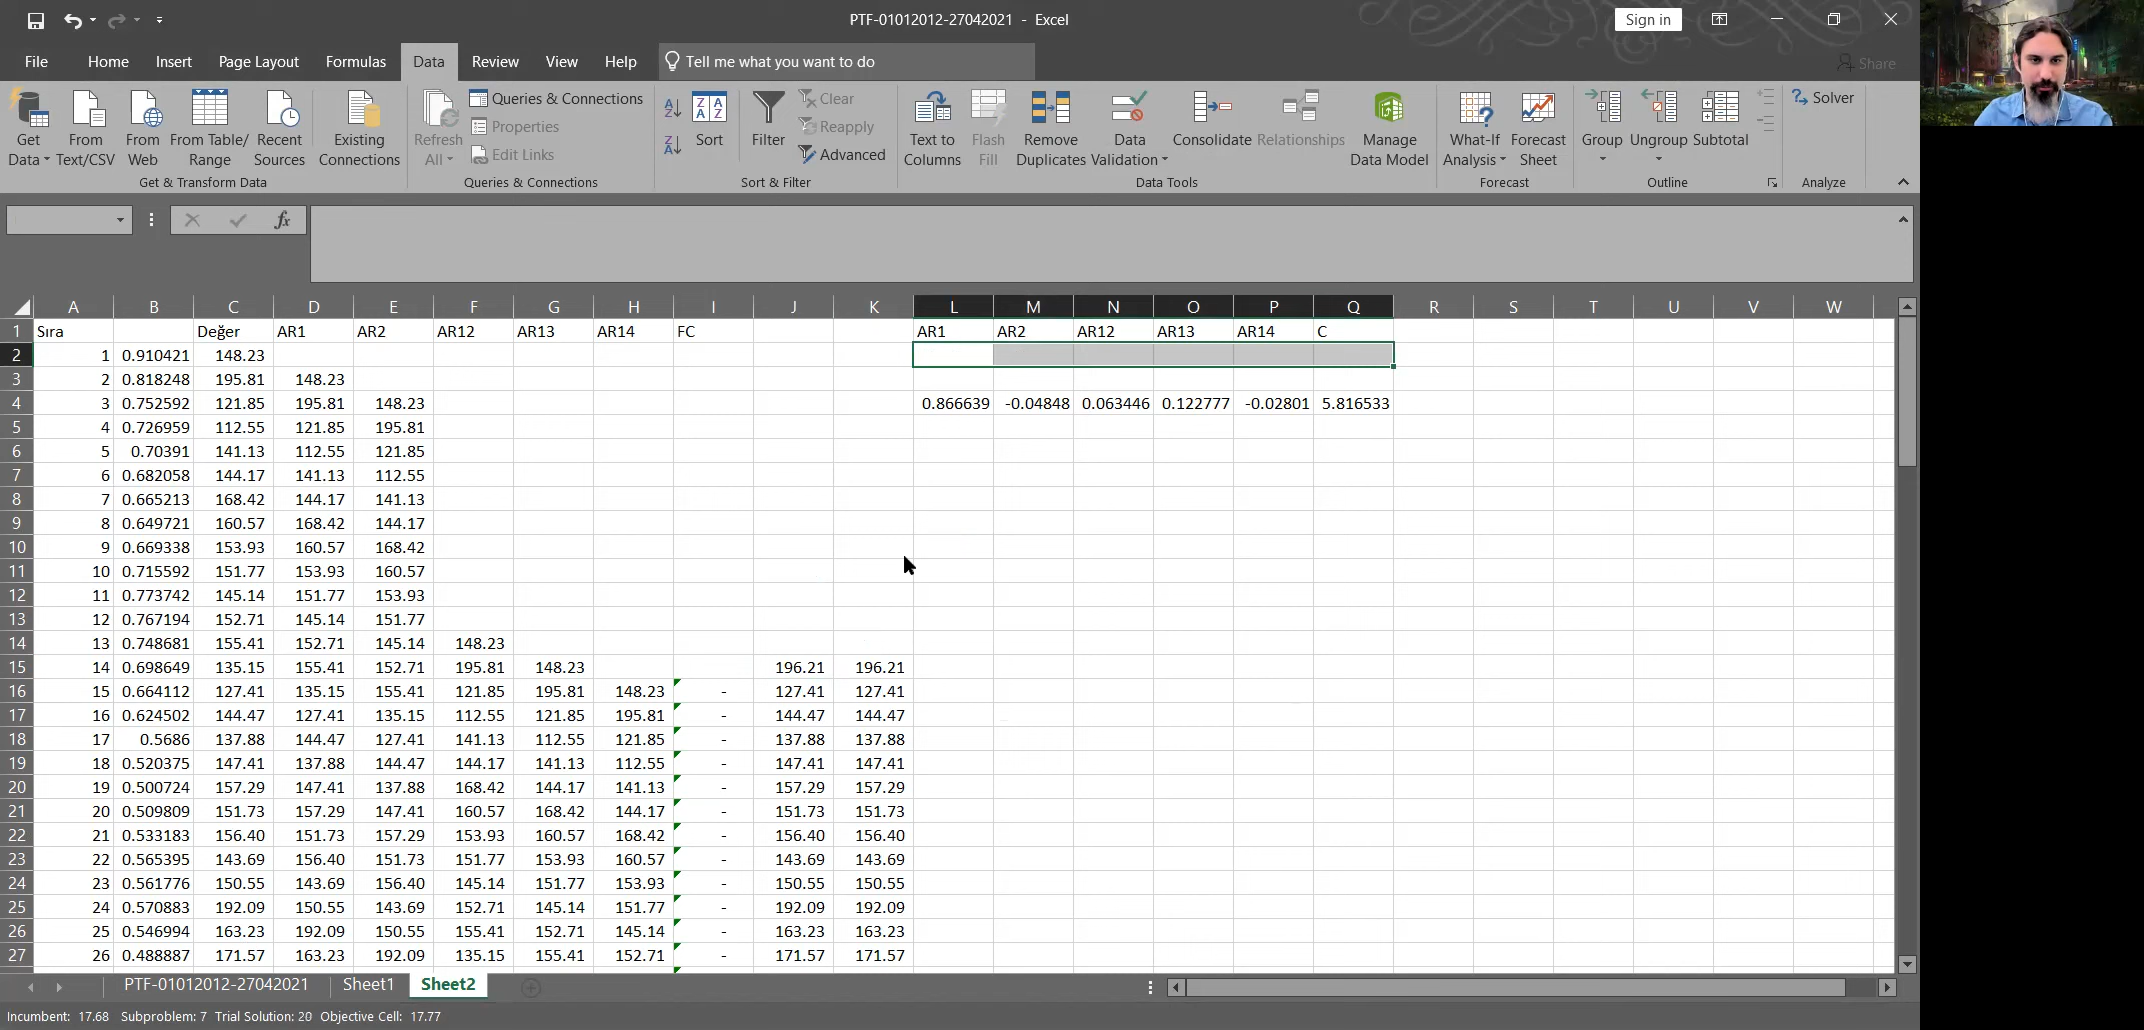 PTF-01012012-27042021 - Excel
Sign in
File Home Insert Page Layout Formulas Data Review View Help Tell me what you want to do Share
Get Data From Text/CSV From Web From Table/Range Recent Sources Existing Connections
Get & Transform Data
Refresh All Queries & Connections Properties Edit Links
Queries & Connections
Sort Filter Clear Reapply Advanced
Sort & Filter
Text to Columns Flash Fill Remove Duplicates Data Validation Consolidate Relationships Manage Data Model
Data Tools
What-If Analysis Forecast Sheet
Forecast
Group Ungroup Subtotal
Outline
Solver
Analyze
fx
A B C D E F G H I J K L M N O P Q R S T U V W
1 Sıra Değer AR1 AR2 AR12 AR13 AR14 FC AR1 AR2 AR12 AR13 AR14 C
2 1 0.910421 148.23
3 2 0.818248 195.81 148.23
4 3 0.752592 121.85 195.81 148.23 0.866639 -0.04848 0.063446 0.122777 -0.02801 5.816533
5 4 0.726959 112.55 121.85 195.81
6 5 0.70391 141.13 112.55 121.85
7 6 0.682058 144.17 141.13 112.55
8 7 0.665213 168.42 144.17 141.13
9 8 0.649721 160.57 168.42 144.17
10 9 0.669338 153.93 160.57 168.42
11 10 0.715592 151.77 153.93 160.57
12 11 0.773742 145.14 151.77 153.93
13 12 0.767194 152.71 145.14 151.77
14 13 0.748681 155.41 152.71 145.14 148.23
15 14 0.698649 135.15 155.41 152.71 195.81 148.23 196.21 196.21
16 15 0.664112 127.41 135.15 155.41 121.85 195.81 148.23 - 127.41 127.41
17 16 0.624502 144.47 127.41 135.15 112.55 121.85 195.81 - 144.47 144.47
18 17 0.5686 137.88 144.47 127.41 141.13 112.55 121.85 - 137.88 137.88
19 18 0.520375 147.41 137.88 144.47 144.17 141.13 112.55 - 147.41 147.41
20 19 0.500724 157.29 147.41 137.88 168.42 144.17 141.13 - 157.29 157.29
21 20 0.509809 151.73 157.29 147.41 160.57 168.42 144.17 - 151.73 151.73
22 21 0.533183 156.40 151.73 157.29 153.93 160.57 168.42 - 156.40 156.40
23 22 0.565395 143.69 156.40 151.73 151.77 153.93 160.57 - 143.69 143.69
24 23 0.561776 150.55 143.69 156.40 145.14 151.77 153.93 - 150.55 150.55
25 24 0.570883 192.09 150.55 143.69 152.71 145.14 151.77 - 192.09 192.09
26 25 0.546994 163.23 192.09 150.55 155.41 152.71 145.14 - 163.23 163.23
27 26 0.488887 171.57 163.23 192.09 135.15 155.41 152.71 - 171.57 171.57
PTF-01012012-27042021 Sheet1 Sheet2
Incumbent: 17.68 Subproblem: 7 Trial Solution: 20 Objective Cell: 17.77